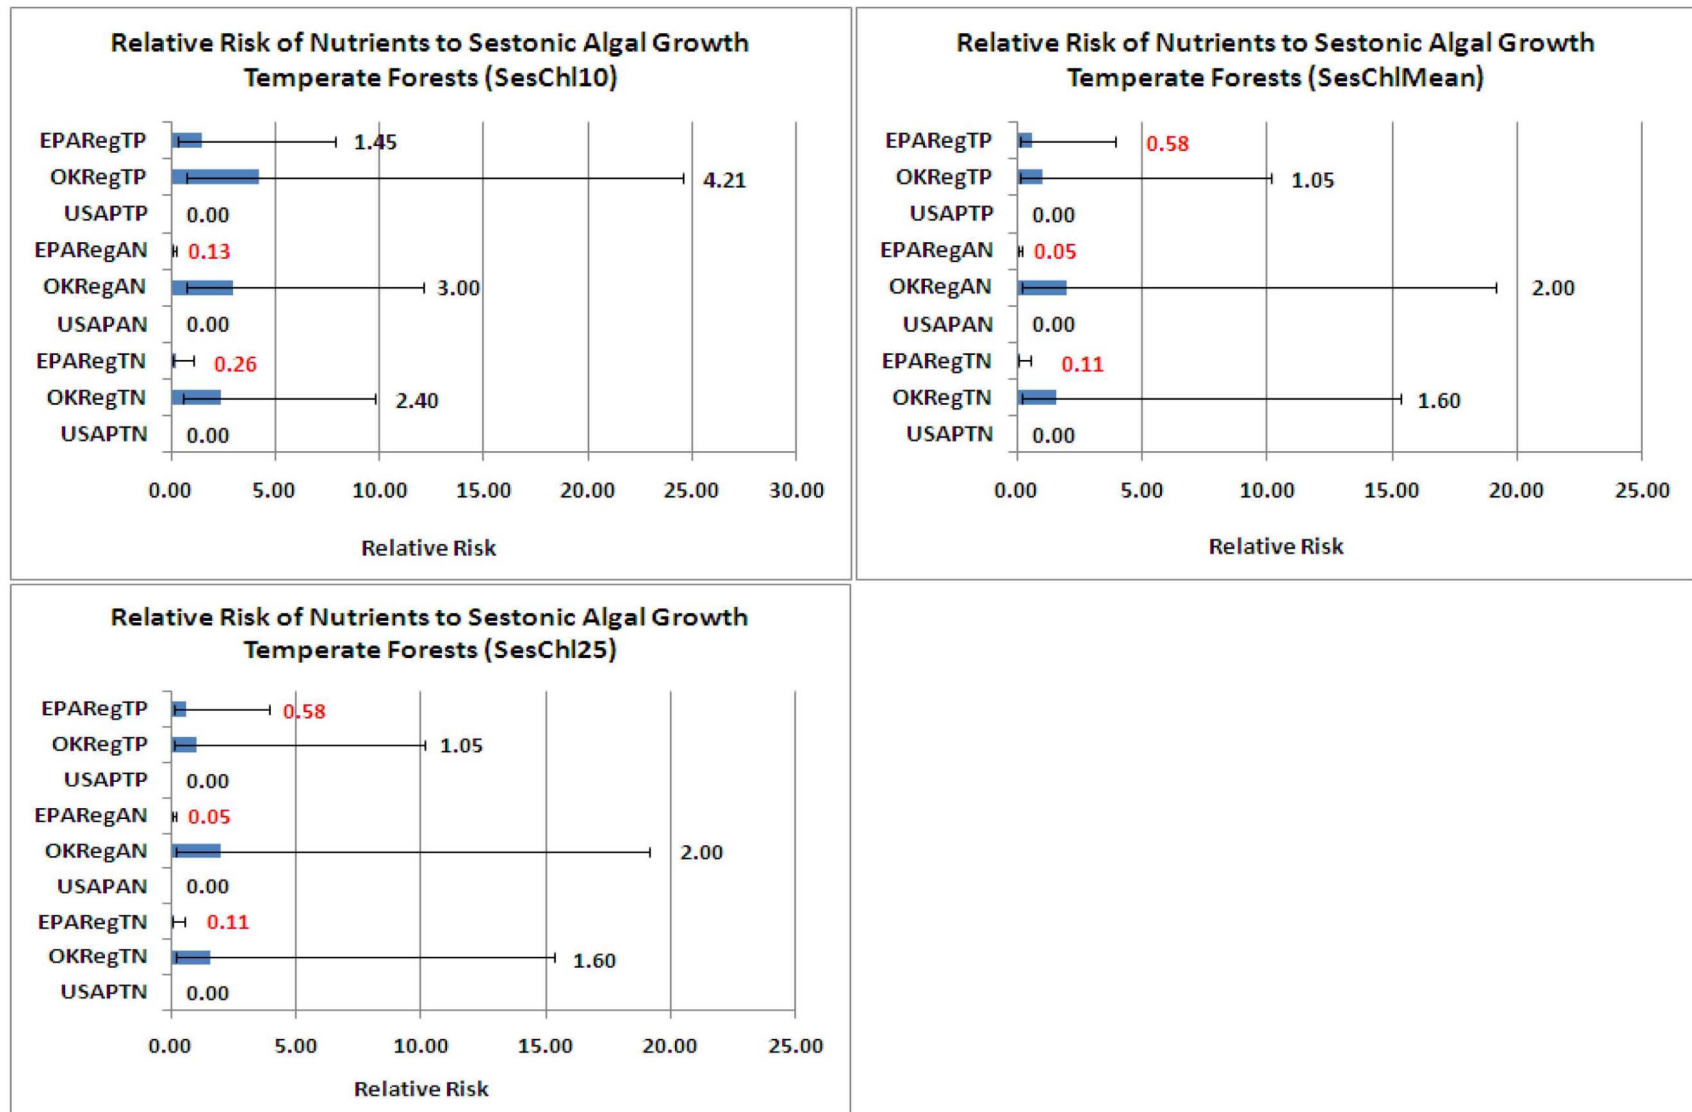 Relative Risk of Nutrients to Sestonic Algal Growth
Temperate Forests (SesChl10)
EPARegTP 1.45
OKRegTP 4.21
USAPTP 0.00
EPARegAN 0.13
OKRegAN 3.00
USAPAN 0.00
EPARegTN 0.26
OKRegTN 2.40
USAPTN 0.00
0.00 5.00 10.00 15.00 20.00 25.00 30.00
Relative Risk
Relative Risk of Nutrients to Sestonic Algal Growth
Temperate Forests (SesChlMean)
EPARegTP 0.58
OKRegTP 1.05
USAPTP 0.00
EPARegAN 0.05
OKRegAN 2.00
USAPAN 0.00
EPARegTN 0.11
OKRegTN 1.60
USAPTN 0.00
0.00 5.00 10.00 15.00 20.00 25.00
Relative Risk
Relative Risk of Nutrients to Sestonic Algal Growth
Temperate Forests (SesChl25)
EPARegTP 0.58
OKRegTP 1.05
USAPTP 0.00
EPARegAN 0.05
OKRegAN 2.00
USAPAN 0.00
EPARegTN 0.11
OKRegTN 1.60
USAPTN 0.00
0.00 5.00 10.00 15.00 20.00 25.00
Relative Risk